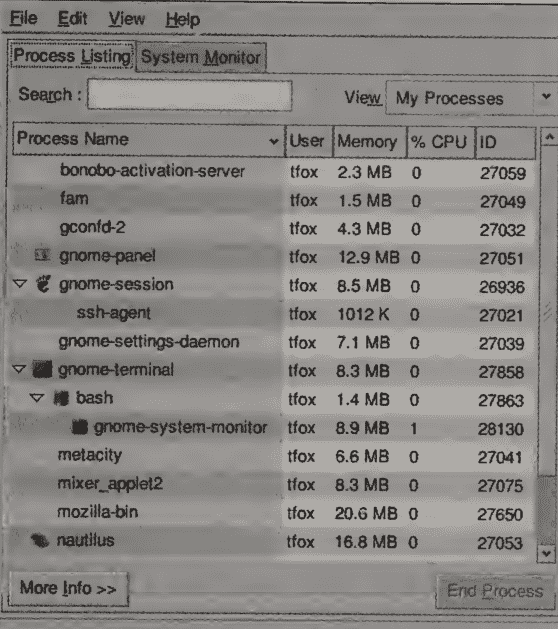 File Edit View Help
Process Listing System Monitor
Search : View My Processes
Process Name User Memory % CPU ID
bonobo-activation-server tfox 2.3 MB 0 27059
fam tfox 1.5 MB 0 27049
gconfd-2 tfox 4.3 MB 0 27032
gnome-panel tfox 12.9 MB 0 27051
gnome-session tfox 8.5 MB 0 26936
ssh-agent tfox 1012 K 0 27021
gnome-settings-daemon tfox 7.1 MB 0 27039
gnome-terminal tfox 8.3 MB 0 27858
bash tfox 1.4 MB 0 27863
gnome-system-monitor tfox 8.9 MB 1 28130
metacity tfox 6.6 MB 0 27041
mixer_applet2 tfox 8.3 MB 0 27075
mozilla-bin tfox 20.6 MB 0 27650
nautilus tfox 16.8 MB 0 27053
More Info >> End Process